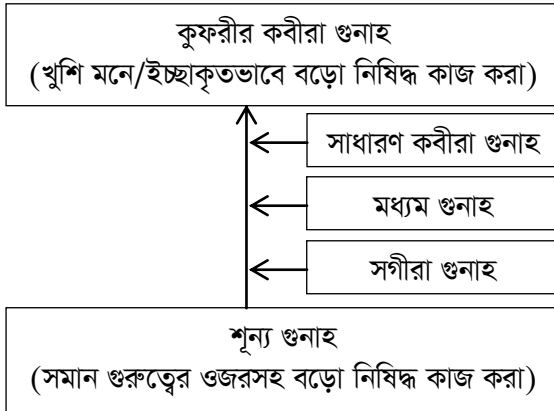 কুফরীর কবীরা গুনাহ
(খুশি মনে/ইচ্ছাকৃতভাবে বড়ো নিষিদ্ধ কাজ করা)
সাধারণ কবীরা গুনাহ
মধ্যম গুনাহ
সগীরা গুনাহ
শূন্য গুনাহ
(সমান গুরুত্বের ওজরসহ বড়ো নিষিদ্ধ কাজ করা)